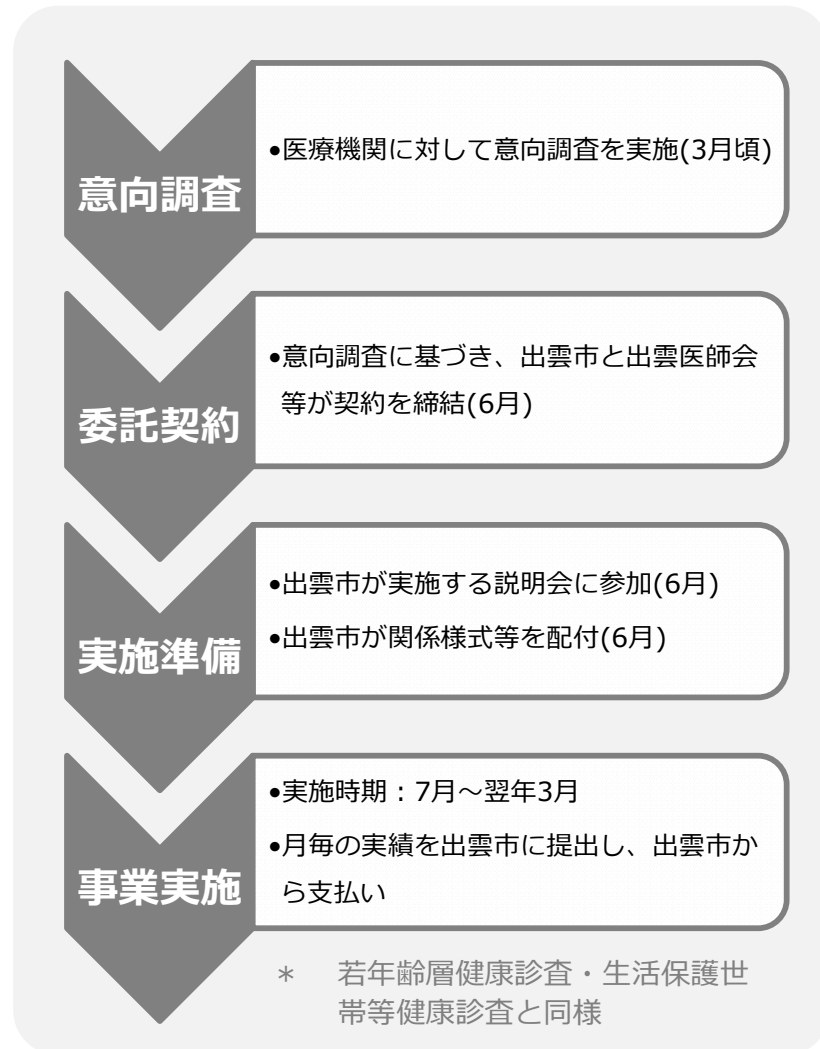 意向調査
•医療機関に対して意向調査を実施(3月頃)
委託契約
•意向調査に基づき、出雲市と出雲医師会
等が契約を締結(6月)
実施準備
•出雲市が実施する説明会に参加(6月)
•出雲市が関係様式等を配付(6月)
事業実施
•実施時期：7月～翌年3月
•月毎の実績を出雲市に提出し、出雲市か
ら支払い
＊　若年齢層健康診査・生活保護世
帯等健康診査と同様